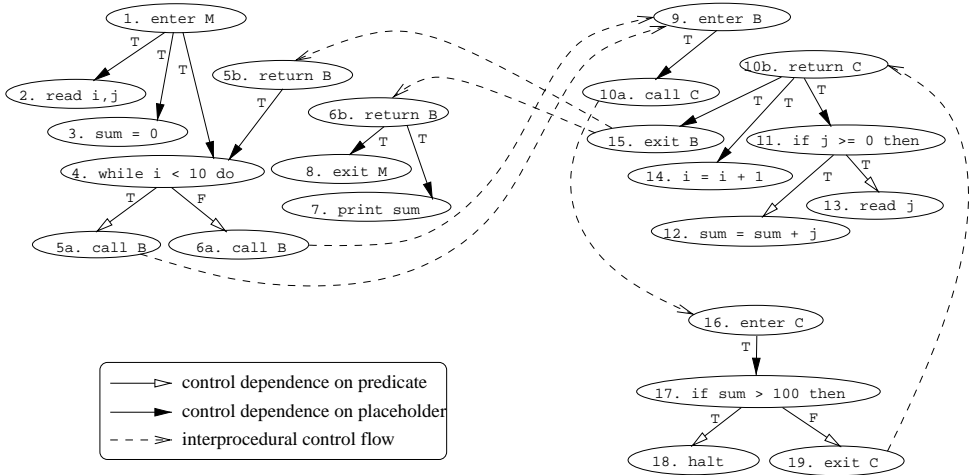 1. enter M
T
T
T
2. read i,j
3. sum = 0
5b. return B
T
4. while i < 10 do
T
F
5a. call B
6a. call B
6b. return B
T
T
8. exit M
7. print sum
9. enter B
T
10a. call C
10b. return C
T
T
T
15. exit B
14. i = i + 1
11. if j >= 0 then
T
T
13. read j
12. sum = sum + j
16. enter C
T
17. if sum > 100 then
T
F
18. halt
19. exit C
control dependence on predicate
control dependence on placeholder
interprocedural control flow